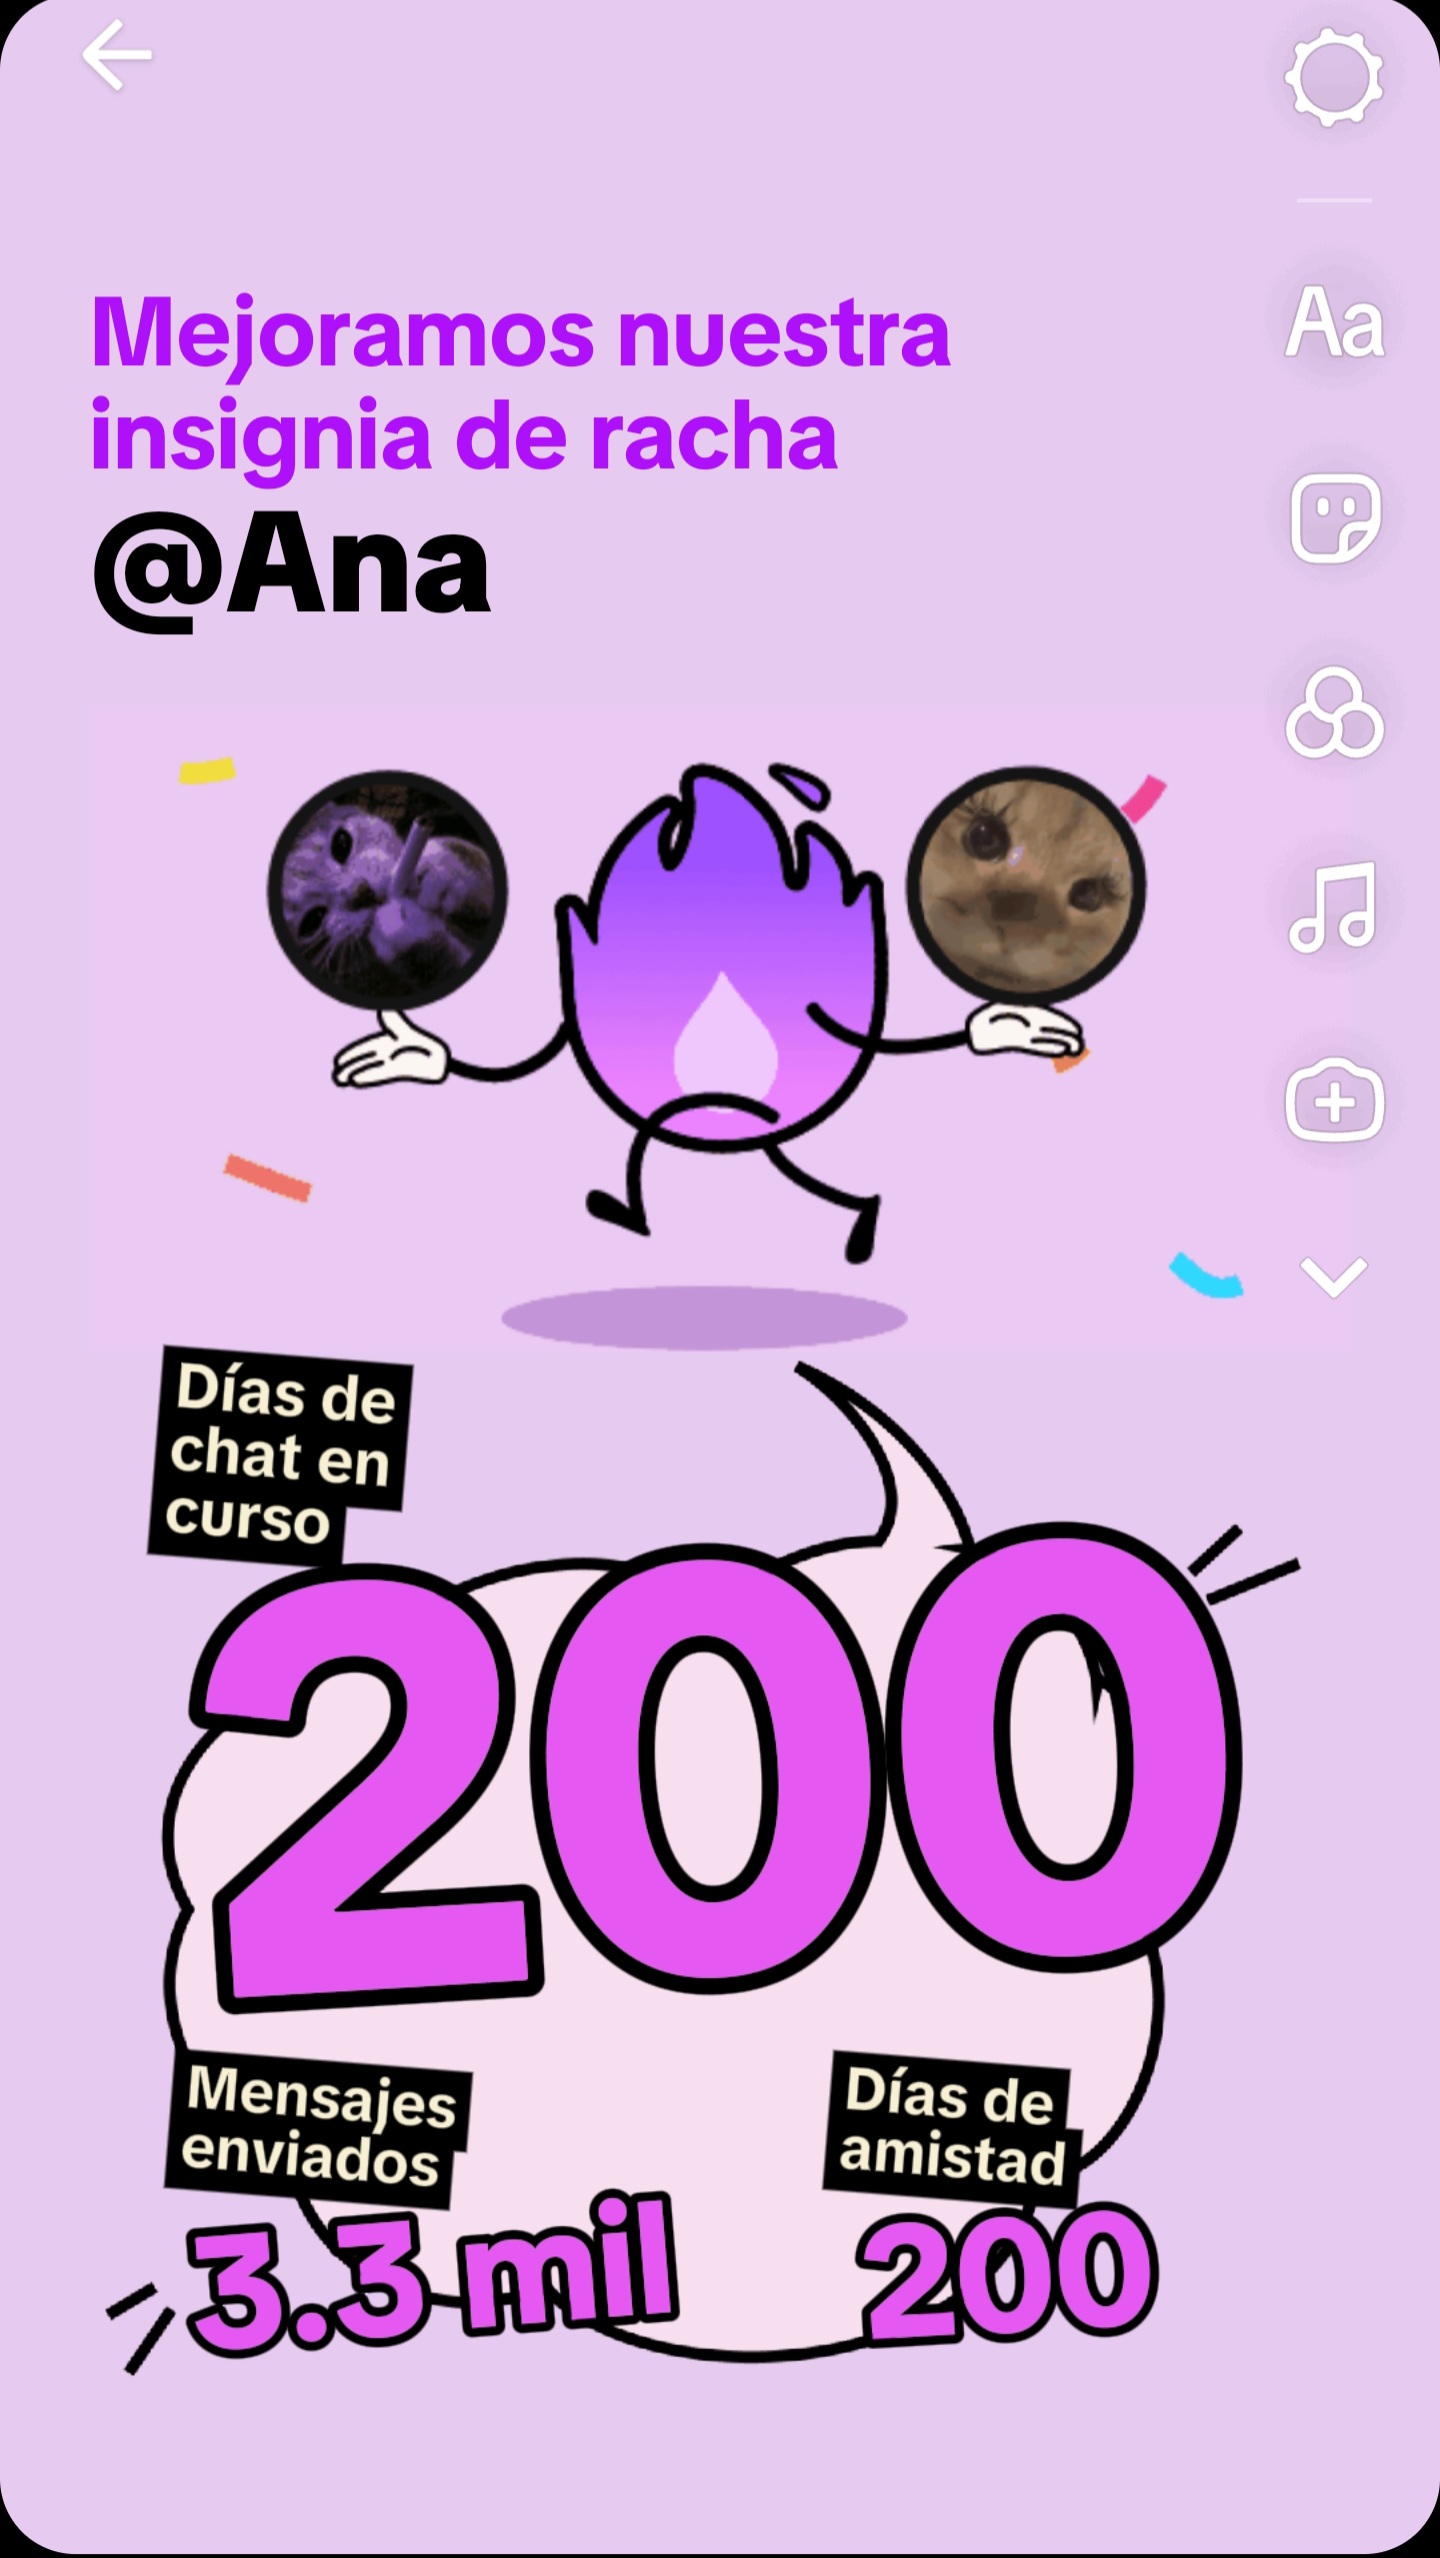 Aa
Mejoramos nuestra
insignia de racha
@Ana
Días de
chat en
curso
200
Mensajes
enviados
3.3 mil
Días de
amistad
200